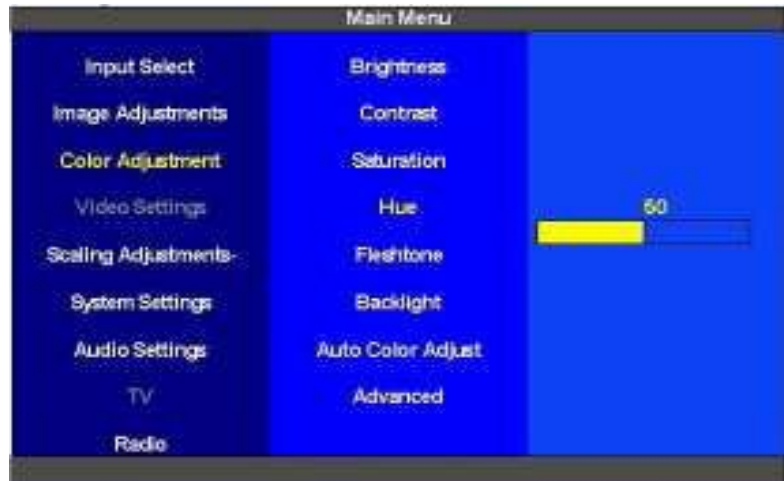 Main Menu
Input Select
Image Adjustments
Color Adjustment
Video Settings
Scaling Adjustments-
System Settings
Audio Settings
TV
Radio
Brightness
Contrast
Saturation
Hue
Fleshtone
Backlight
Auto Color Adjust
Advanced